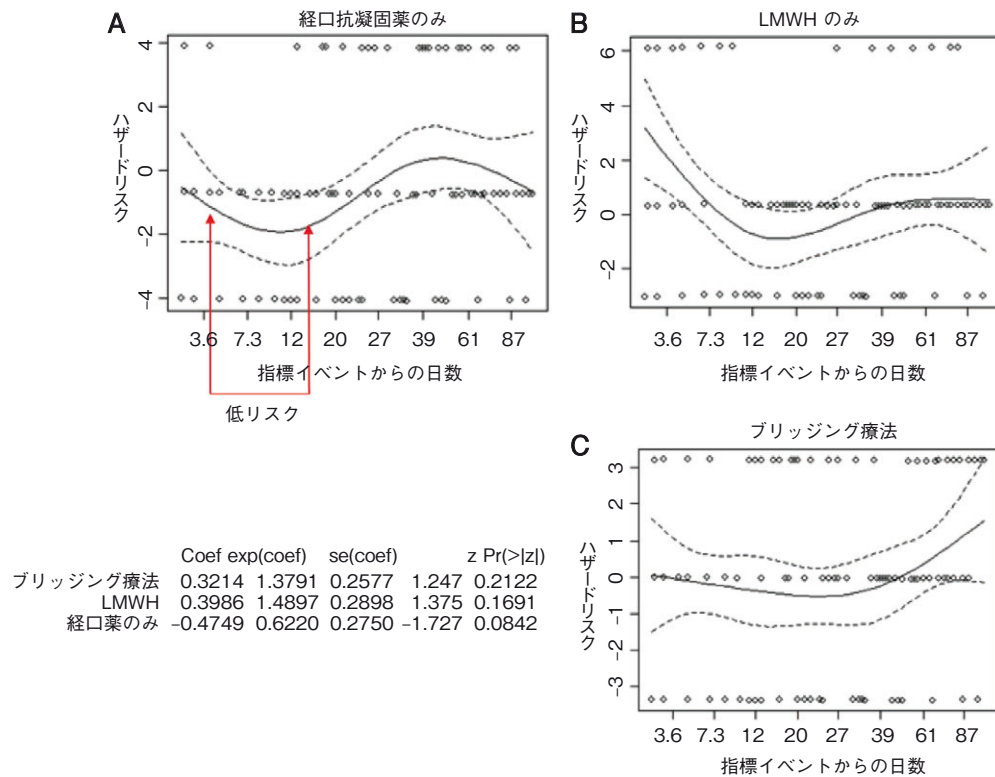 A
経口抗凝固薬のみ
ハザードリスク
4
2
0
−2
−4
3.6 7.3 12 20 27 39 61 87
指標イベントからの日数
低リスク
B
LMWH のみ
ハザードリスク
6
4
2
0
−2
3.6 7.3 12 20 27 39 61 87
指標イベントからの日数
C
ブリッジング療法
ハザードリスク
3
2
1
0
−1
−2
−3
3.6 7.3 12 20 27 39 61 87
指標イベントからの日数
Coef exp(coef) se(coef) z Pr(>|z|)
ブリッジング療法 0.3214 1.3791 0.2577 1.247 0.2122
LMWH 0.3986 1.4897 0.2898 1.375 0.1691
経口薬のみ −0.4749 0.6220 0.2750 −1.727 0.0842